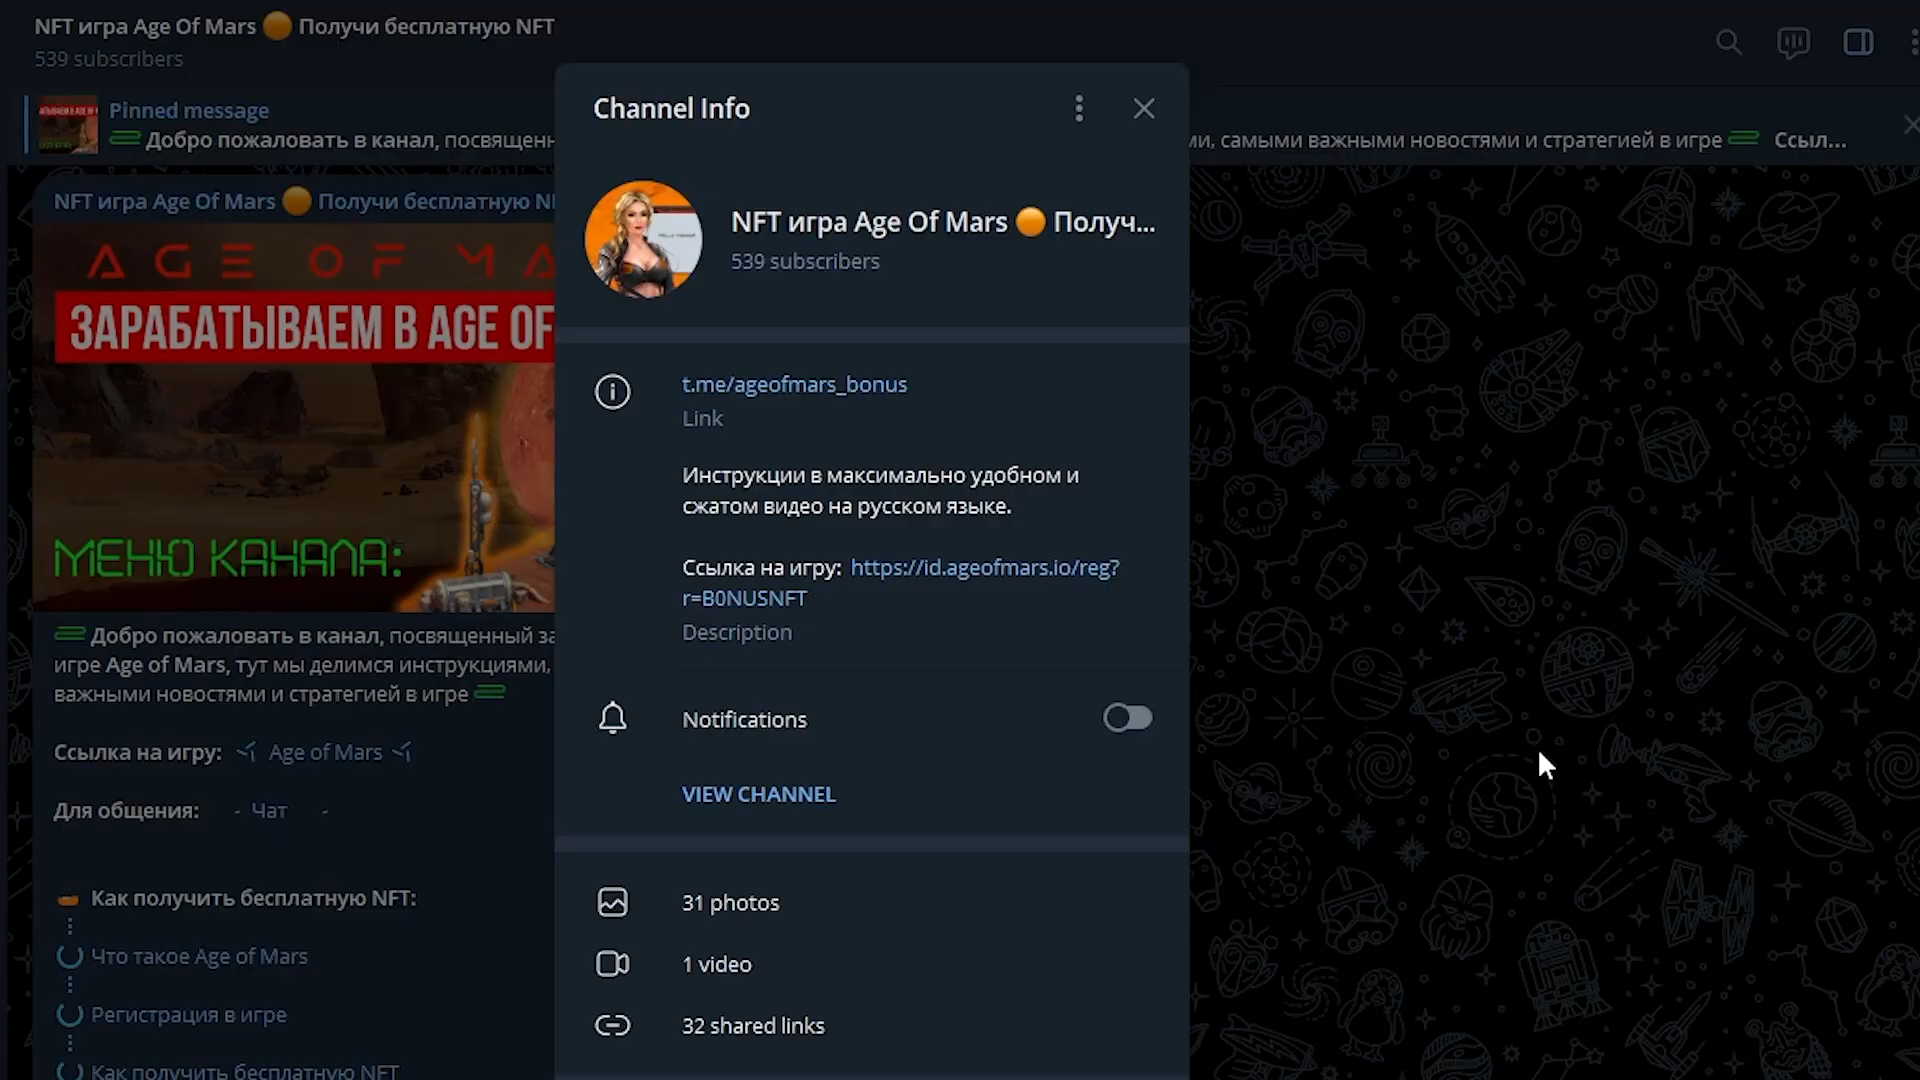 NFT игра Age Of Mars 🟠 Получи бесплатную NFT
539 subscribers
Pinned message
Добро пожаловать в канал, посвященн
ми, самыми важными новостями и стратегией в игре
Ссыл...
NFT игра Age Of Mars 🟠 Получи бесплатную
AGE OF MA
ЗАРАБАТЫВАЕМ В AGE OF
МЕНЮ КАНАЛА:
Добро пожаловать в канал, посвященный за
игре Age of Mars, тут мы делимся инструкциями,
важными новостями и стратегией в игре
Ссылка на игру: Age of Mars
Для общения: - Чат -
Как получить бесплатную NFT:
Что такое Age of Mars
Регистрация в игре
Как получить бесплатную NFT
Channel Info
NFT игра Age Of Mars 🟠 Получ...
539 subscribers
t.me/ageofmars_bonus
Link
Инструкции в максимально удобном и
сжатом видео на русском языке.
Ссылка на игру: https://id.ageofmars.io/reg?
r=B0NUSNFT
Description
Notifications
VIEW CHANNEL
31 photos
1 video
32 shared links